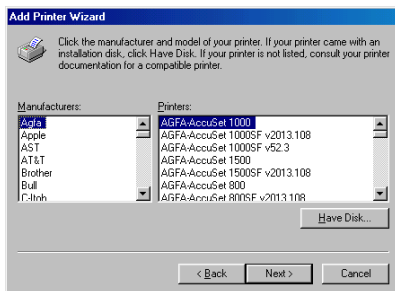 Add Printer Wizard
Click the manufacturer and model of your printer. If your printer came with an
installation disk, click Have Disk. If your printer is not listed, consult your printer
documentation for a compatible printer.
Manufacturers:
Agfa
Apple
AST
AT&T
Brother
Bull
C-Itoh
Printers:
AGFA-AccuSet 1000
AGFA-AccuSet 1000SF v2013.108
AGFA-AccuSet 1000SF v52.3
AGFA-AccuSet 1500
AGFA-AccuSet 1500SF v2013.108
AGFA-AccuSet 800
AGFA-AccuSet 800SF v2013.108
Have Disk...
< Back
Next >
Cancel